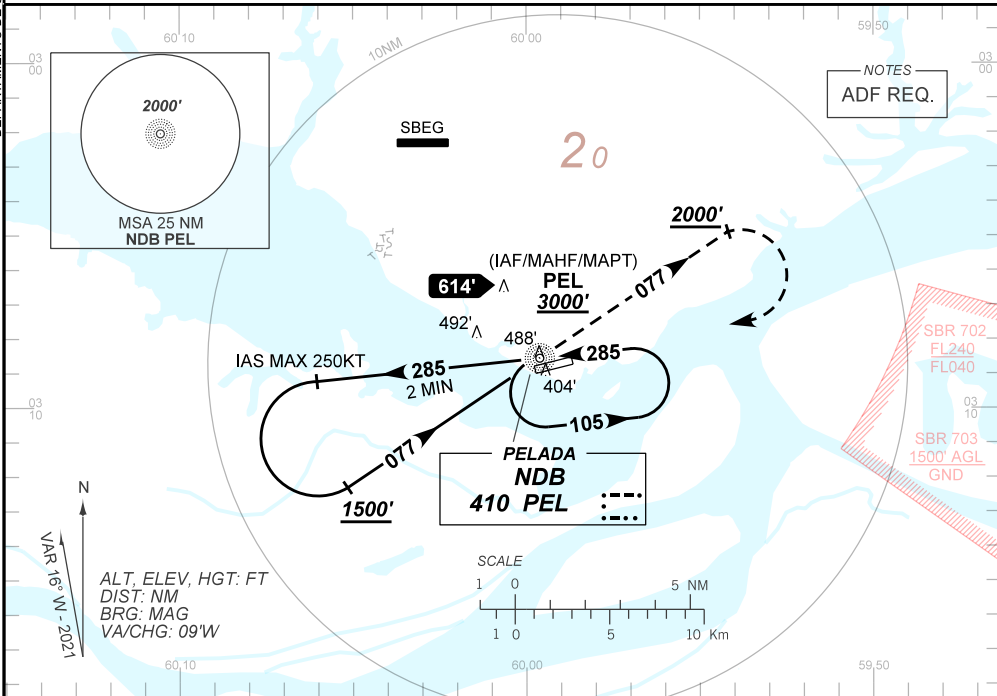 60,10
60,00
59,50
03
00
03
00
10NM
2000'
MSA 25 NM
NDB PEL
SBEG
20
NOTES
ADF REQ.
2000'
(IAF/MAHF/MAPT)
PEL
3000'
077
614'
492'
488'
285
404'
105
IAS MAX 250KT
285
2 MIN
077
1500'
SBR 702
FL240
FL040
SBR 703
1500' AGL
GND
03
10
03
10
PELADA
NDB
410 PEL
N
VAR 16° W - 2021
ALT, ELEV, HGT: FT
DIST: NM
BRG: MAG
VA/CHG: 09'W
SCALE
1 0 5 NM
1 0 5 10 Km
60,10
60,00
59,50